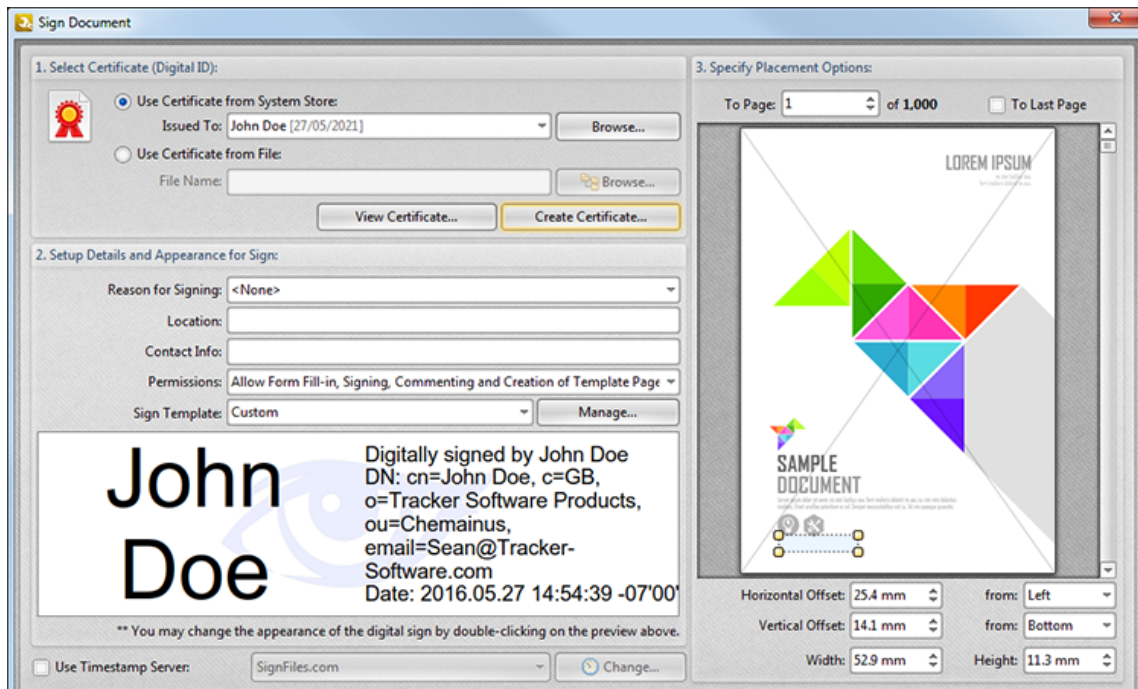 Sign Document
1. Select Certificate (Digital ID):
Use Certificate from System Store:
Issued To: John Doe [27/05/2021] Browse...
Use Certificate from File:
File Name: Browse...
View Certificate... Create Certificate...
2. Setup Details and Appearance for Sign:
Reason for Signing: <None>
Location:
Contact Info:
Permissions: Allow Form Fill-in, Signing, Commenting and Creation of Template Page
Sign Template: Custom Manage...
John
Doe
Digitally signed by John Doe
DN: cn=John Doe, c=GB,
o=Tracker Software Products,
ou=Chemainus,
email=Sean@Tracker-
Software.com
Date: 2016.05.27 14:54:39 -07'00'
** You may change the appearance of the digital sign by double-clicking on the preview above.
Use Timestamp Server: SignFiles.com Change...
3. Specify Placement Options:
To Page: 1 of 1,000 To Last Page
LOREM IPSUM
SAMPLE
DOCUMENT
Horizontal Offset: 25.4 mm from: Left
Vertical Offset: 14.1 mm from: Bottom
Width: 52.9 mm Height: 11.3 mm